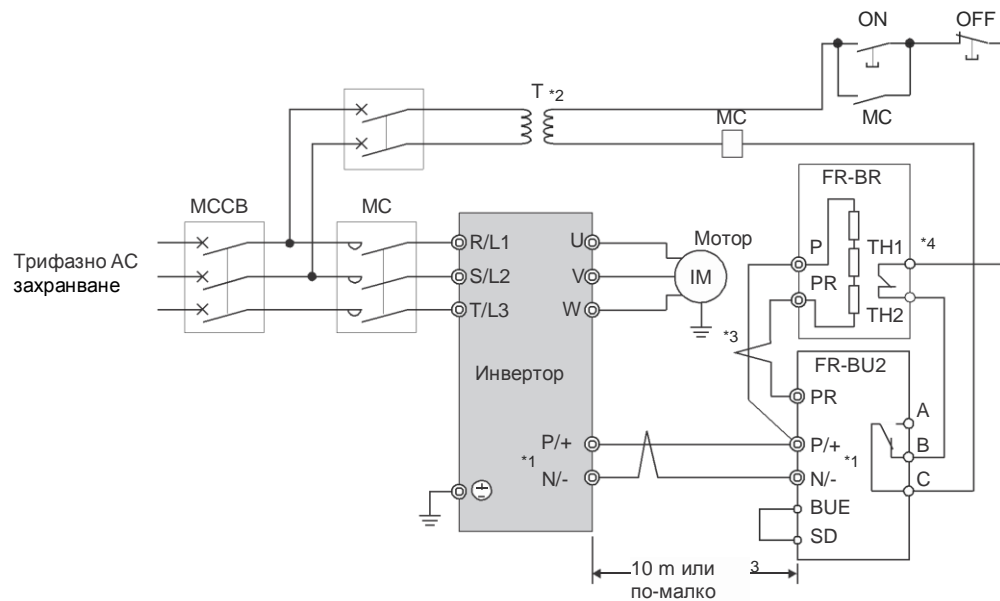 ON
OFF
T *2
MC
MC
FR-BR
MCCB
MC
P
TH1
*4
PR
TH2
Трифазно AC
захранване
R/L1
S/L2
T/L3
U
V
W
Мотор
IM
*3
Инвертор
FR-BU2
PR
A
P/+
P/+
B
*1
*1
N/-
N/-
C
BUE
SD
10 m или
3
по-малко